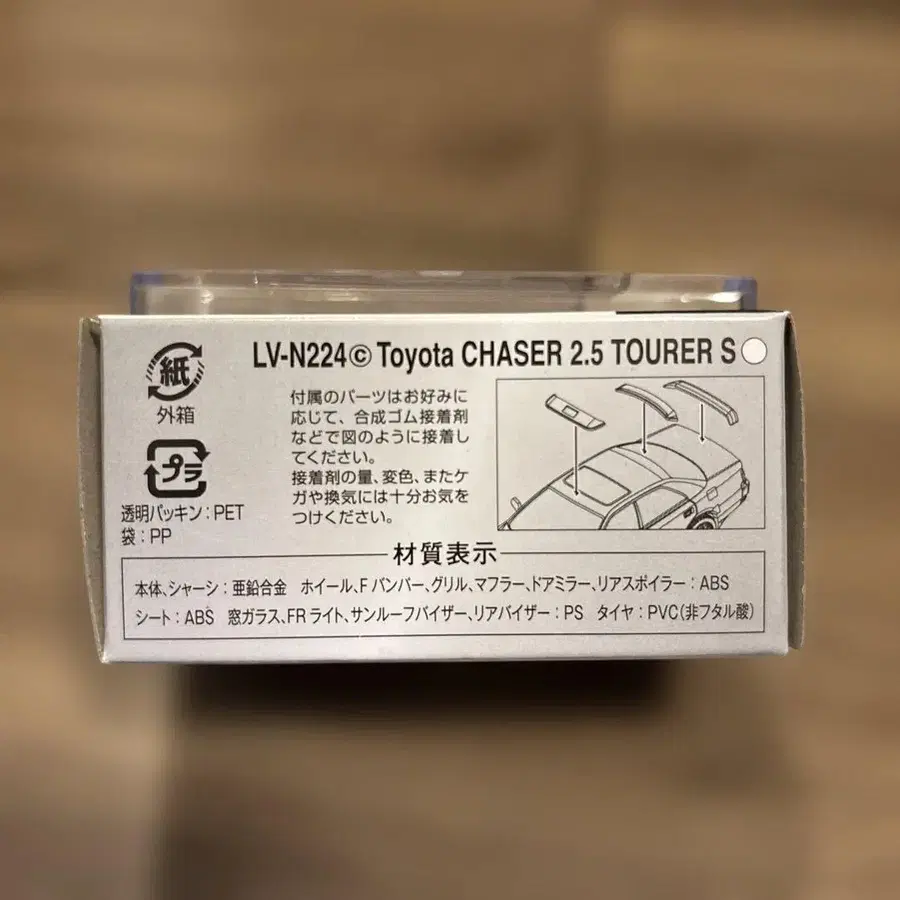 LV-N224ⓒ Toyota CHASER 2.5 TOURER S
紙
外箱
プラ
透明パッキン：PET
袋：PP
付属のパーツはお好みに
応じて、合成ゴム接着剤
などで図のように接着し
てください。
接着剤の量、変色、またケ
ガや換気には十分お気を
つけください。
材質表示
本体、シャーシ：亜鉛合金 ホイール、Fバンパー、グリル、マフラー、ドアミラー、リアスポイラー：ABS
シート：ABS 窓ガラス、FRライト、サンルーフバイザー、リアバイザー：PS タイヤ：PVC（非フタル酸）